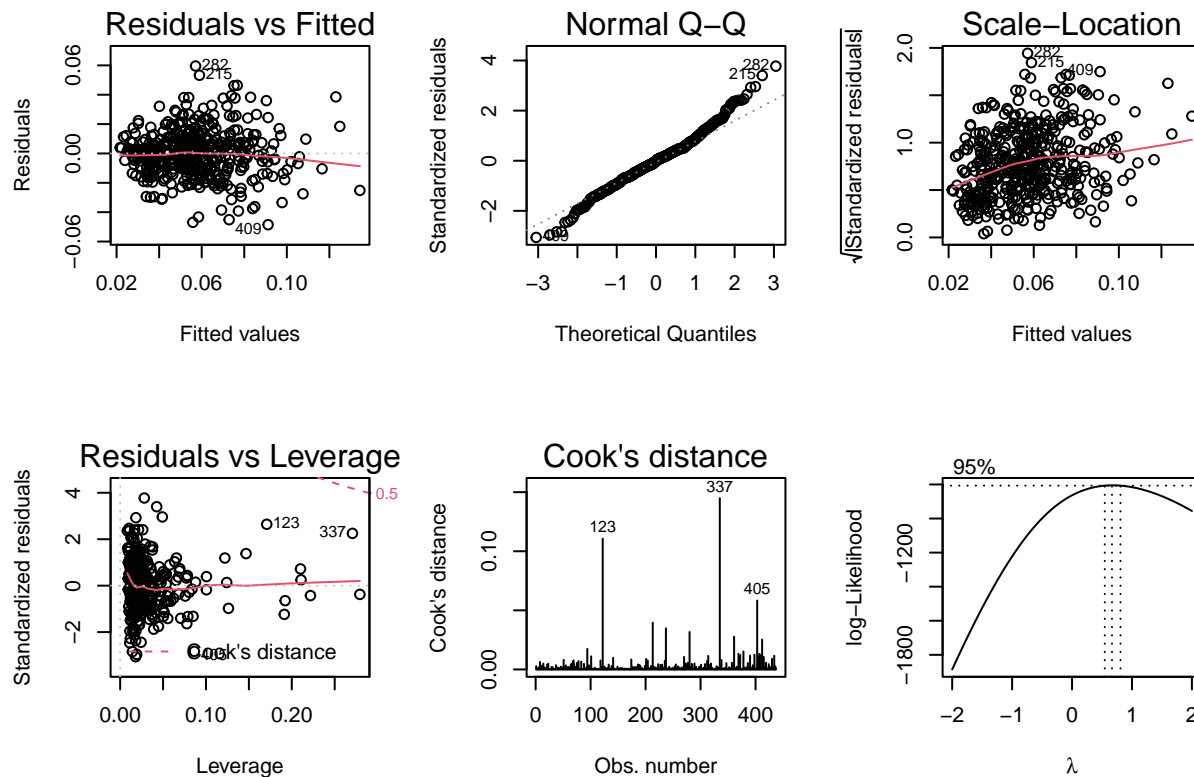 Residuals vs Fitted
Residuals
0.06
0.00
−0.06
282
215
409
0.02 0.06 0.10
Fitted values
Normal Q−Q
Standardized residuals
4
2
0
−2
282
215
409
−3 −2 −1 0 1 2 3
Theoretical Quantiles
Scale−Location
√|Standardized residuals|
2.0
1.0
0.0
282
215
409
0.02 0.06 0.10
Fitted values
Residuals vs Leverage
Standardized residuals
4
2
0
−2
0.5
123
337
405
Cook's distance
0.00 0.10 0.20
Leverage
Cook's distance
Cook's distance
0.10
0.00
337
123
405
0 100 200 300 400
Obs. number
95%
log−Likelihood
−1200
−1800
−2 −1 0 1 2
λ